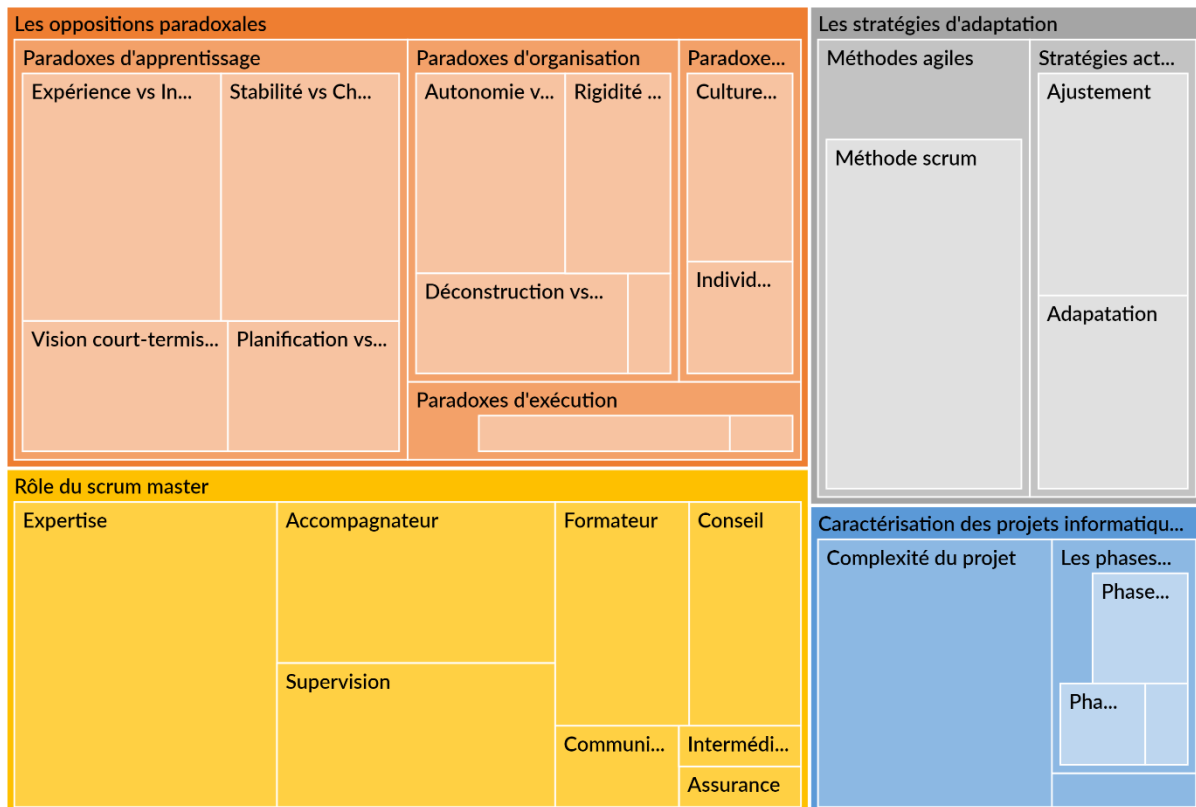 Les oppositions paradoxales
Paradoxes d'apprentissage
Expérience vs In...
Stabilité vs Ch...
Vision court-termis...
Planification vs...
Paradoxes d'organisation
Autonomie v...
Rigidité ...
Déconstruction vs...
Paradoxe...
Culture...
Individ...
Paradoxes d'exécution
Les stratégies d'adaptation
Méthodes agiles
Méthode scrum
Stratégies act...
Ajustement
Adapatation
Rôle du scrum master
Expertise
Accompagnateur
Supervision
Formateur
Conseil
Communi...
Intermédi...
Assurance
Caractérisation des projets informatiqu...
Complexité du projet
Les phases...
Phase...
Pha...